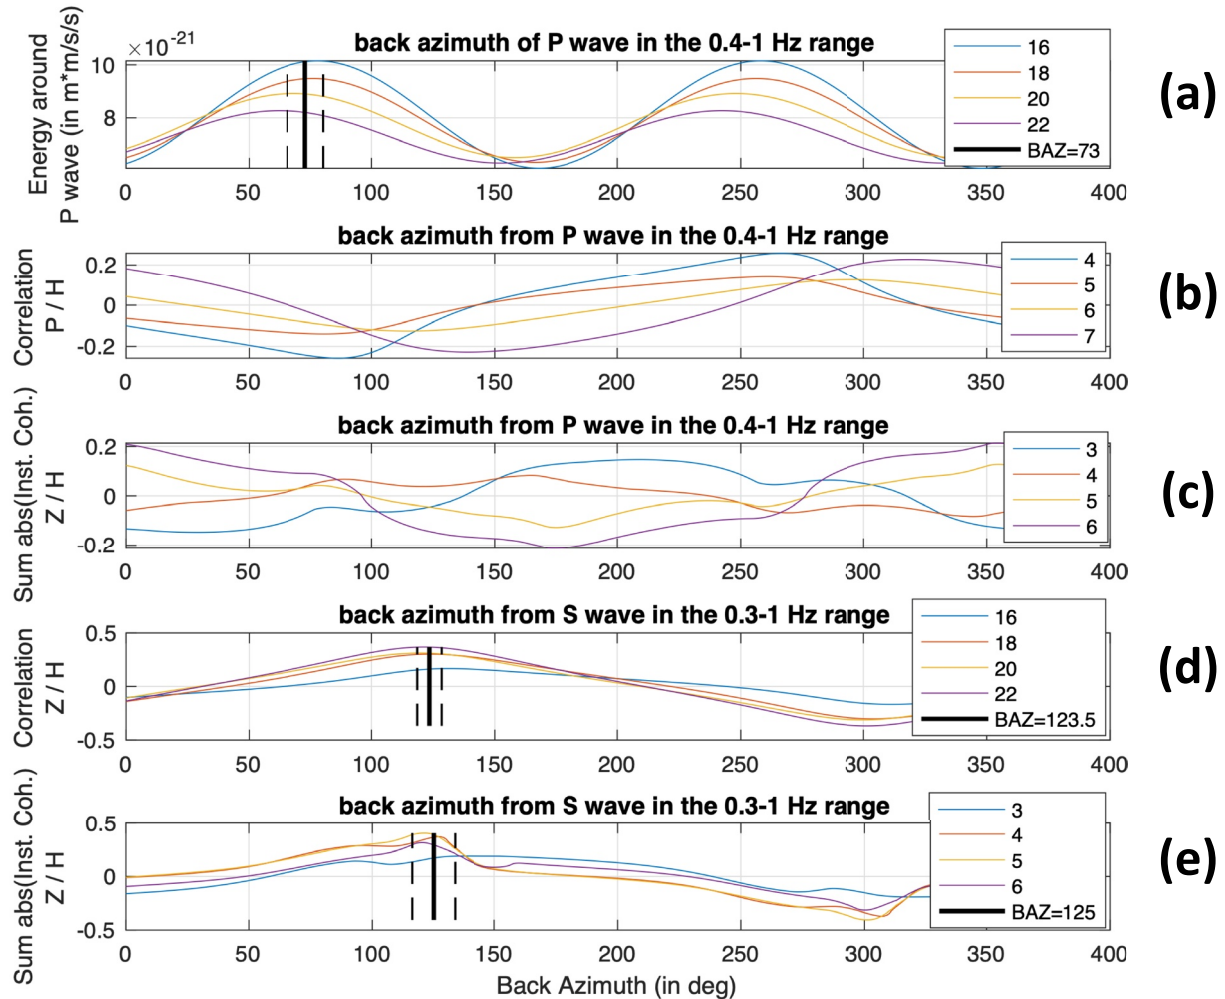 ×10-21
back azimuth of P wave in the 0.4-1 Hz range
Energy around
P wave (in m*m/s/s)
10
8
0 50 100 150 200 250 300 350 400
16
18
20
22
BAZ=73
(a)
back azimuth from P wave in the 0.4-1 Hz range
Correlation
P / H
0.2
0
-0.2
0 50 100 150 200 250 300 350 400
4
5
6
7
(b)
back azimuth from P wave in the 0.4-1 Hz range
Sum abs(Inst. Coh.)
Z / H
0.2
0
-0.2
0 50 100 150 200 250 300 350 400
3
4
5
6
(c)
back azimuth from S wave in the 0.3-1 Hz range
Correlation
Z / H
0.5
0
-0.5
0 50 100 150 200 250 300 350 400
16
18
20
22
BAZ=123.5
(d)
back azimuth from S wave in the 0.3-1 Hz range
Sum abs(Inst. Coh.)
Z / H
0.5
0
-0.5
0 50 100 150 200 250 300 350 400
3
4
5
6
BAZ=125
(e)
Back Azimuth (in deg)